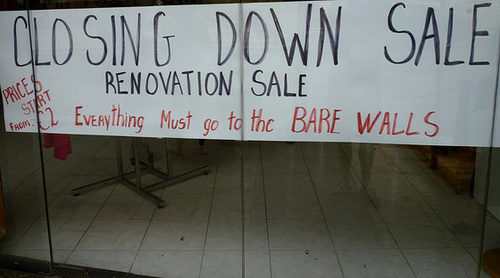 CLOSING DOWN SALE
RENOVATION SALE
PRICES
START
FROM: €2
Everything Must go to the BARE WALLS